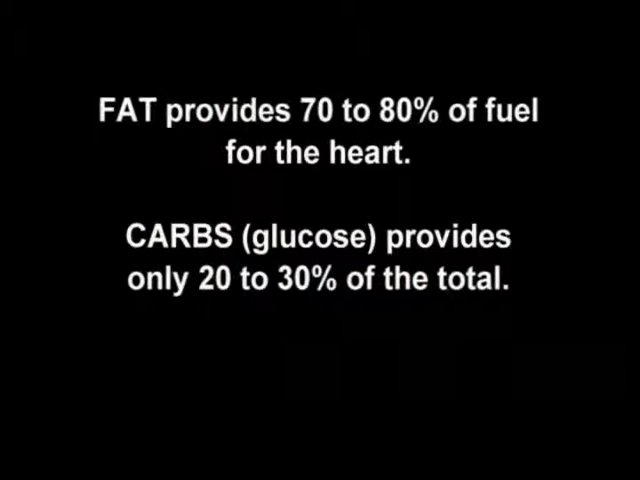 FAT provides 70 to 80% of fuel
for the heart.
CARBS (glucose) provides
only 20 to 30% of the total.